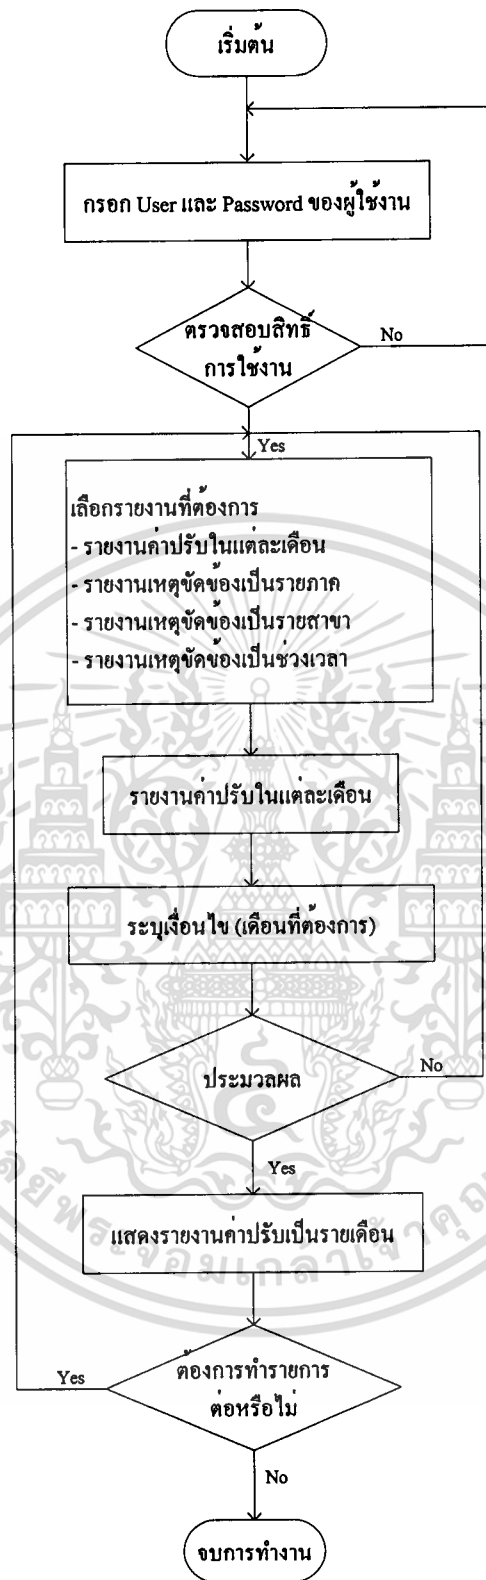 เริ่มต้น
กรอก User และ Password ของผู้ใช้งาน
ตรวจสอบสิทธิ์
การใช้งาน
No
Yes
เลือกรายงานที่ต้องการ
- รายงานค่าปรับในแต่ละเดือน
- รายงานเหตุขัดข้องเป็นรายภาค
- รายงานเหตุขัดข้องเป็นรายสาขา
- รายงานเหตุขัดข้องเป็นช่วงเวลา
รายงานค่าปรับในแต่ละเดือน
ระบุเงื่อนไข (เดือนที่ต้องการ)
ประมวลผล
No
Yes
แสดงรายงานค่าปรับเป็นรายเดือน
ต้องการทำรายการ
ต่อหรือไม่
Yes
No
จบการทำงาน